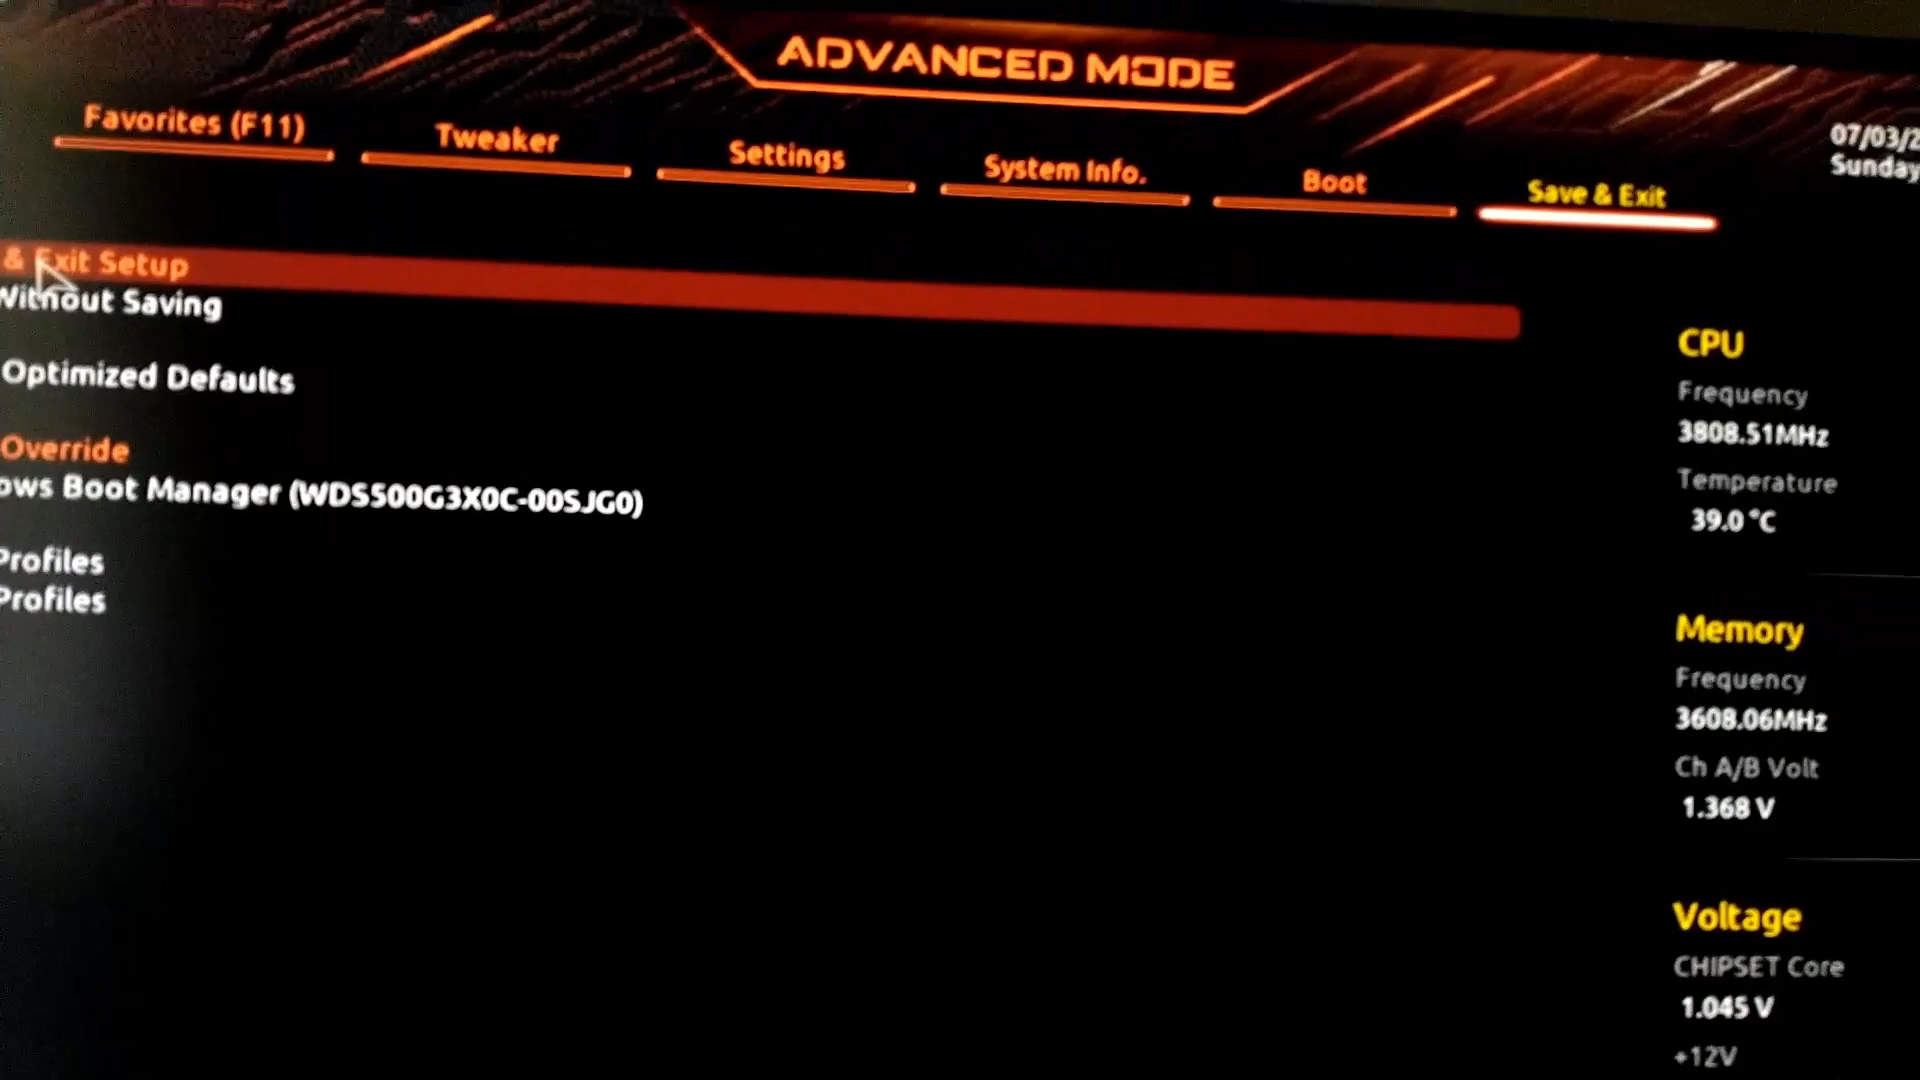 ADVANCED MODE
Favorites (F11)
Tweaker
Settings
System Info.
Boot
Save & Exit
07/03/2
Sunday
& Exit Setup
Without Saving
Optimized Defaults
Override
ows Boot Manager (WDS500G3X0C-00SJG0)
Profiles
Profiles
CPU
Frequency
3808.51MHz
Temperature
39.0 °C
Memory
Frequency
3608.06MHz
Ch A/B Volt
1.368 V
Voltage
CHIPSET Core
1.045 V
+12V